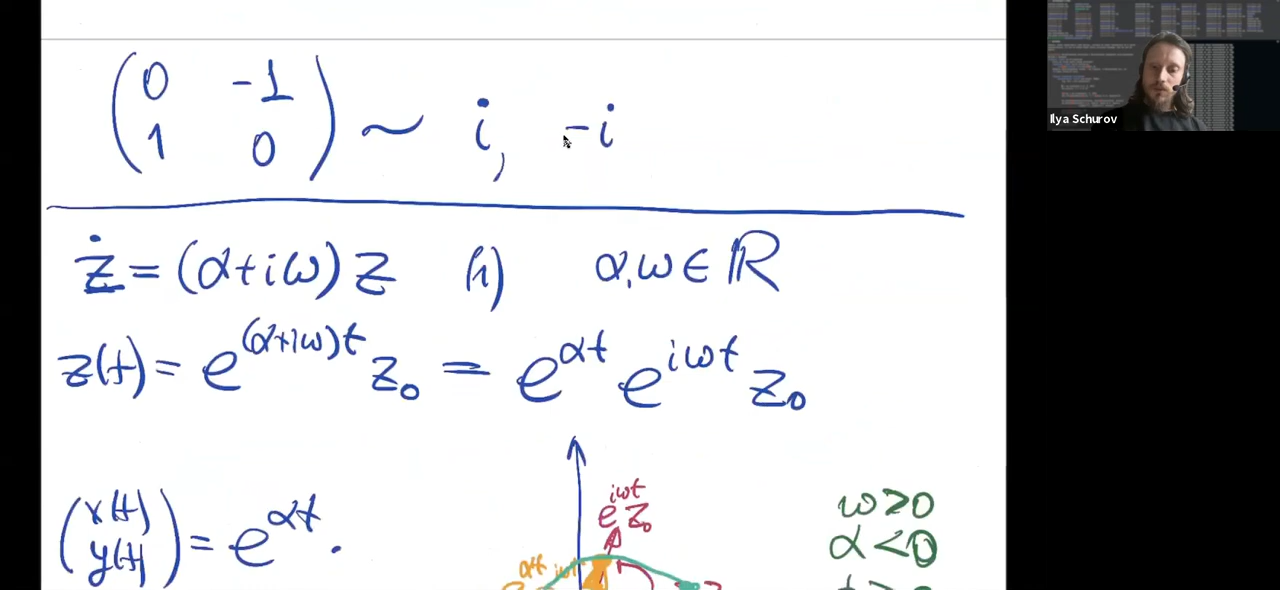 (0 -1
1 0) ~ i, -i
Ilya Schurov
ż = (α+iω) z (1) α,ω ∈ ℝ
z(t) = e^{(α+iω)t} z₀ = e^{αt} e^{iωt} z₀
(x(t)
y(t)) = e^{αt} ·
e^{iωt} z₀
ω>0
α<0